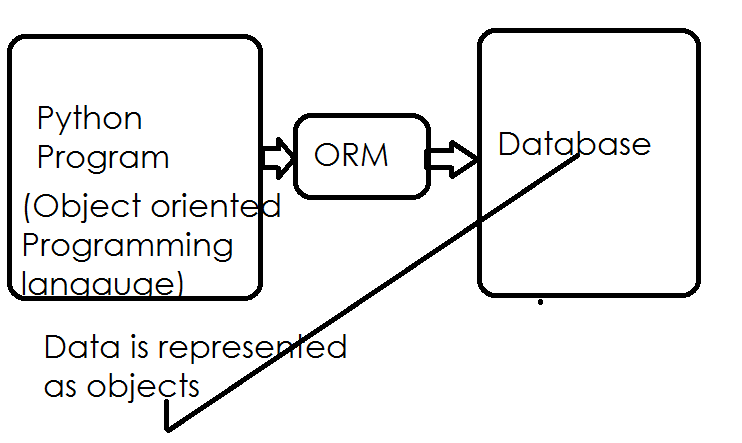 Python
Program
(Object oriented
Programming
langauge)
ORM
Database
Data is represented
as objects